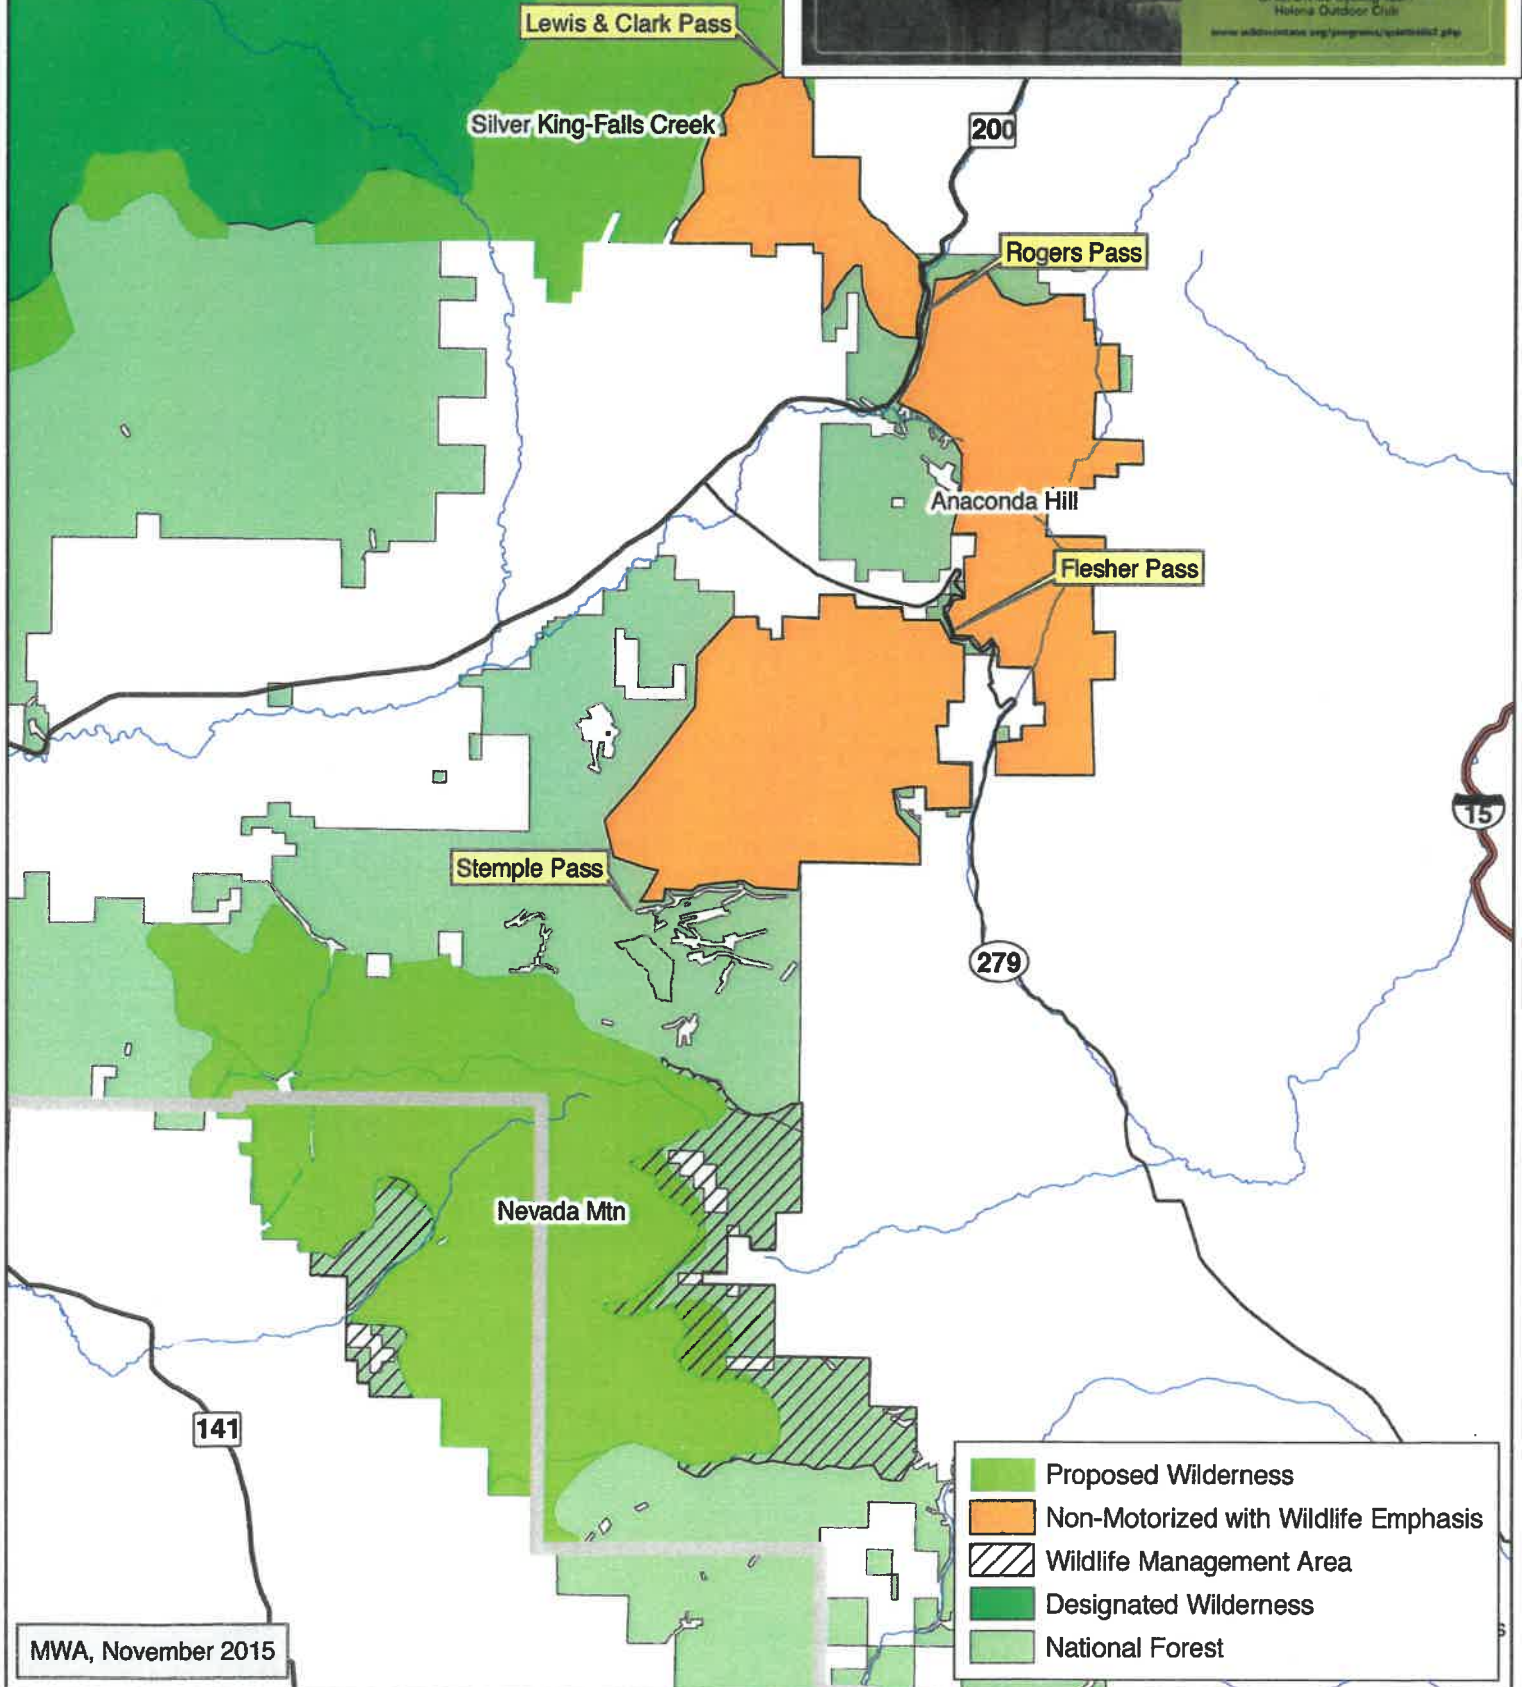 Helena Outdoor Club
Lewis & Clark Pass
Silver King-Falls Creek
200
Rogers Pass
Anaconda Hill
Flesher Pass
15
Stemple Pass
279
Nevada Mtn
141
Proposed Wilderness
Non-Motorized with Wildlife Emphasis
Wildlife Management Area
Designated Wilderness
National Forest
MWA, November 2015